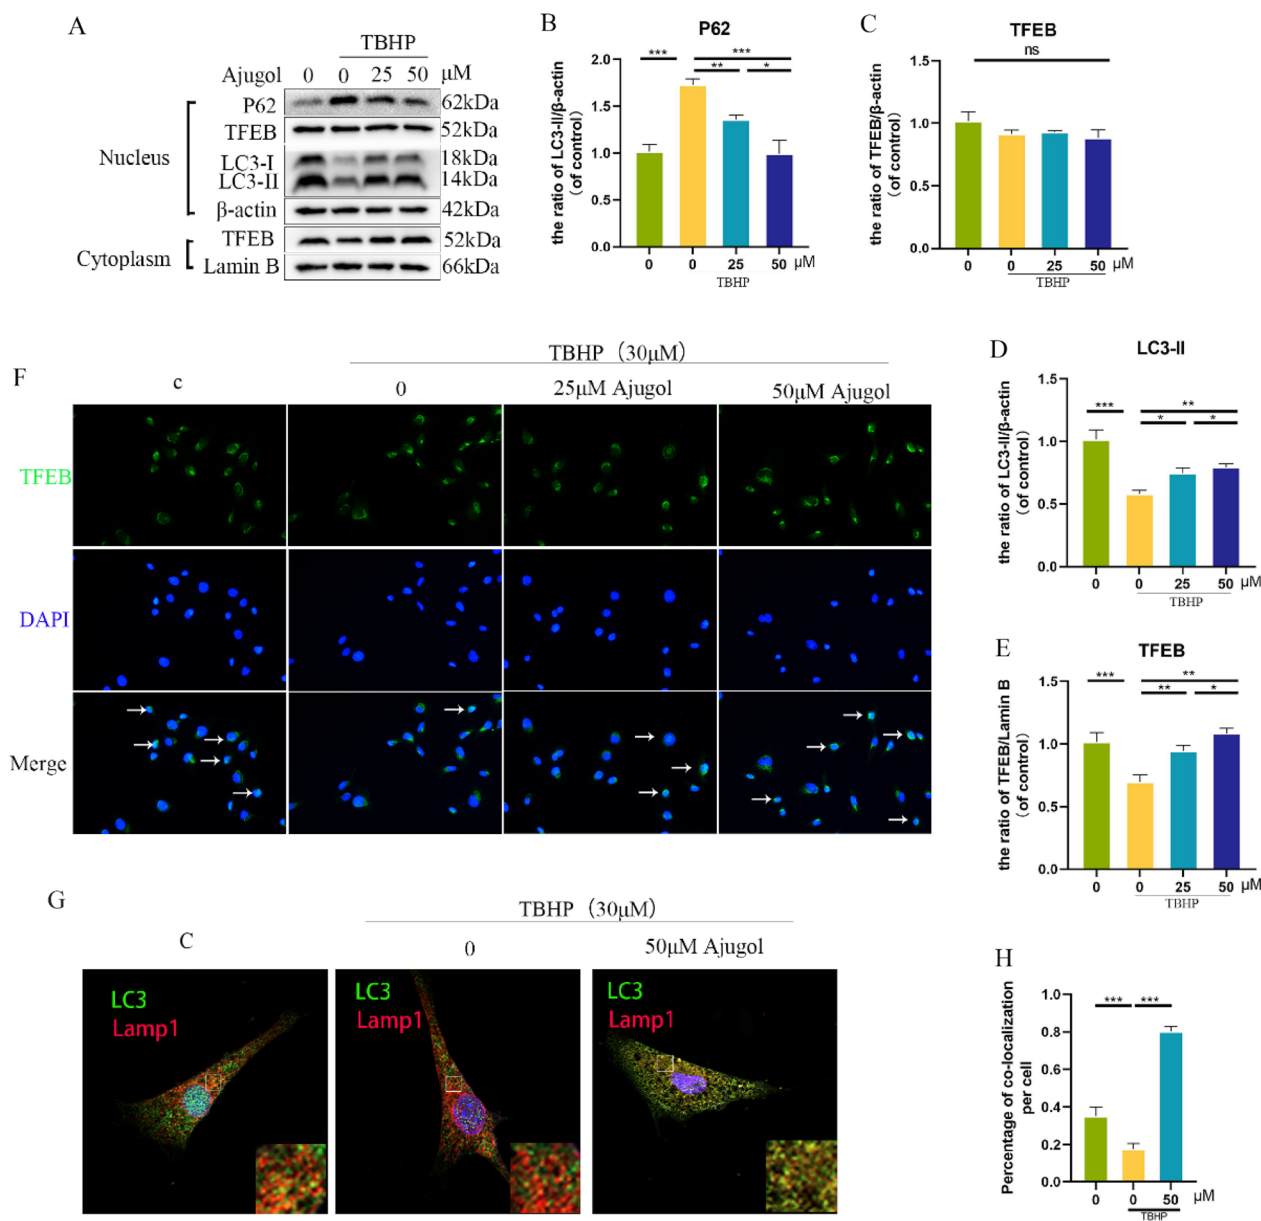 A
TBHP
Ajugol 0 0 25 50 μM
Nucleus
P62 62kDa
TFEB 52kDa
LC3-I 18kDa
LC3-II 14kDa
β-actin 42kDa
Cytoplasm
TFEB 52kDa
Lamin B 66kDa
B
P62
the ratio of LC3-II/β-actin
(of control)
2.0
1.5
1.0
0.5
0.0
*** *** ** *
0 0 25 50 μM
TBHP
C
TFEB
ns
the ratio of TFEB/β-actin
(of control)
1.5
1.0
0.5
0.0
0 0 25 50 μM
TBHP
D
LC3-II
the ratio of LC3-II/β-actin
(of control)
1.5
1.0
0.5
0.0
*** ** * *
0 0 25 50 μM
TBHP
E
TFEB
the ratio of TFEB/Lamin B
(of control)
1.5
1.0
0.5
0.0
*** ** ** *
0 0 25 50 μM
TBHP
F
TBHP (30μM)
c 0 25μM Ajugol 50μM Ajugol
TFEB
DAPI
Merge
G
TBHP (30μM)
C 0 50μM Ajugol
LC3 LC3 LC3
Lamp1 Lamp1 Lamp1
H
Percentage of co-localization
per cell
1.0
0.8
0.6
0.4
0.2
0.0
*** ***
0 0 50 μM
TBHP